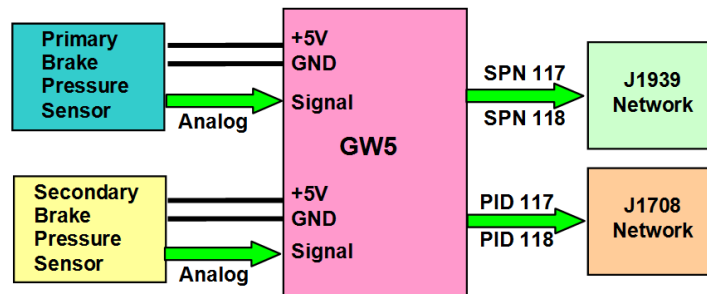 Primary
Brake
Pressure
Sensor
Analog
+5V
GND
Signal
GW5
SPN 117
SPN 118
J1939
Network
Secondary
Brake
Pressure
Sensor
Analog
+5V
GND
Signal
PID 117
PID 118
J1708
Network